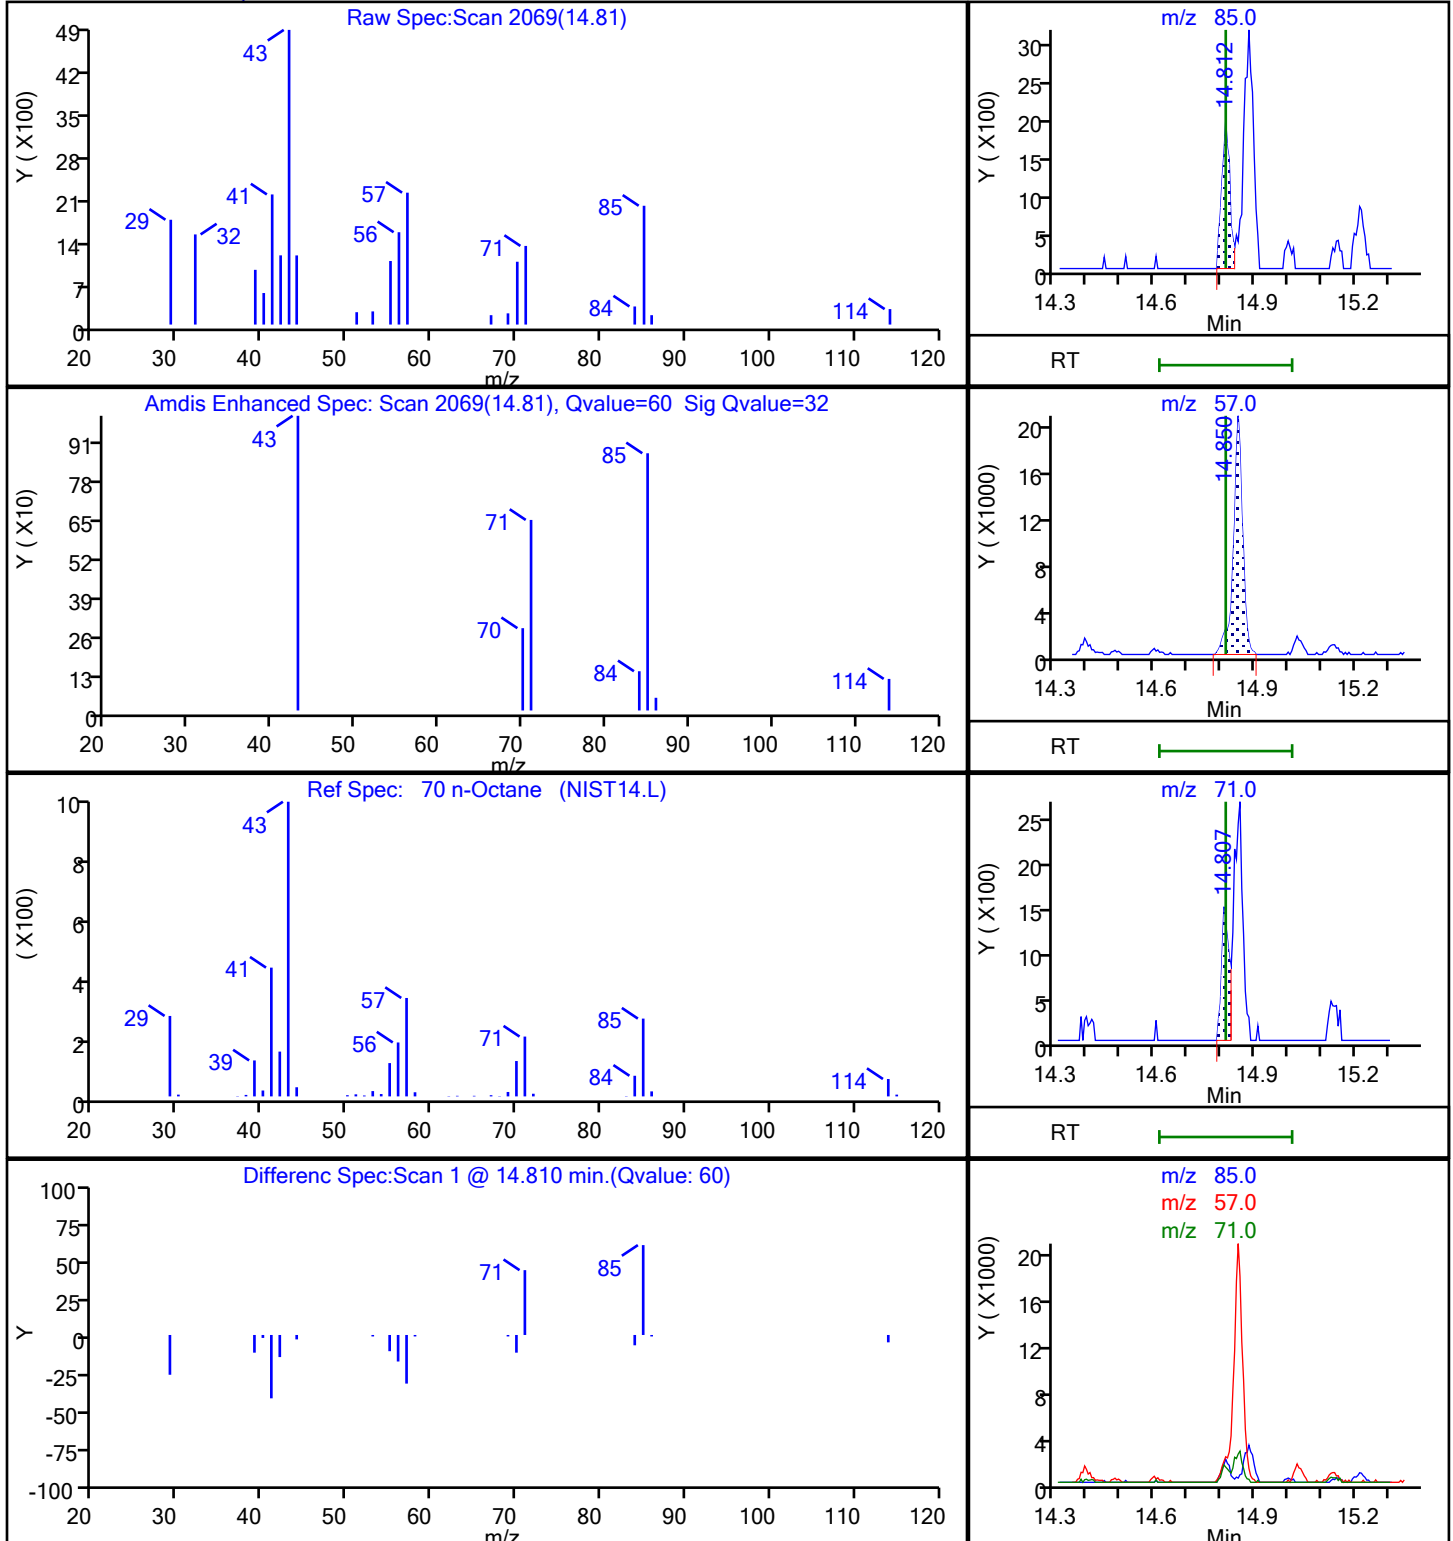 Raw Spec:Scan 2069(14.81)
49
42
35
28
21
14
7
0
Y ( X100)
43
41
29
32
57
56
71
85
84
114
20 30 40 50 60 70 80 90 100 110 120
m/z
m/z 85.0
30
25
20
15
10
5
0
Y ( X100)
14.812
14.3 14.6 14.9 15.2
Min
RT
Amdis Enhanced Spec: Scan 2069(14.81), Qvalue=60 Sig Qvalue=32
91
78
65
52
39
26
13
0
Y ( X10)
43
85
71
70
84
114
20 30 40 50 60 70 80 90 100 110 120
m/z
m/z 57.0
20
16
12
8
4
0
Y ( X1000)
14.850
14.3 14.6 14.9 15.2
Min
RT
Ref Spec: 70 n-Octane (NIST14.L)
10
8
6
4
2
0
( X100)
43
41
29
39
57
56
71
85
84
114
20 30 40 50 60 70 80 90 100 110 120
m/z 71.0
25
20
15
10
5
0
Y ( X100)
14.807
14.3 14.6 14.9 15.2
Min
RT
Differenc Spec:Scan 1 @ 14.810 min.(Qvalue: 60)
100
75
50
25
0
-25
-50
-75
-100
Y
71
85
20 30 40 50 60 70 80 90 100 110 120
m/z
m/z 85.0
m/z 57.0
m/z 71.0
20
16
12
8
4
0
Y ( X1000)
14.3 14.6 14.9 15.2
Min